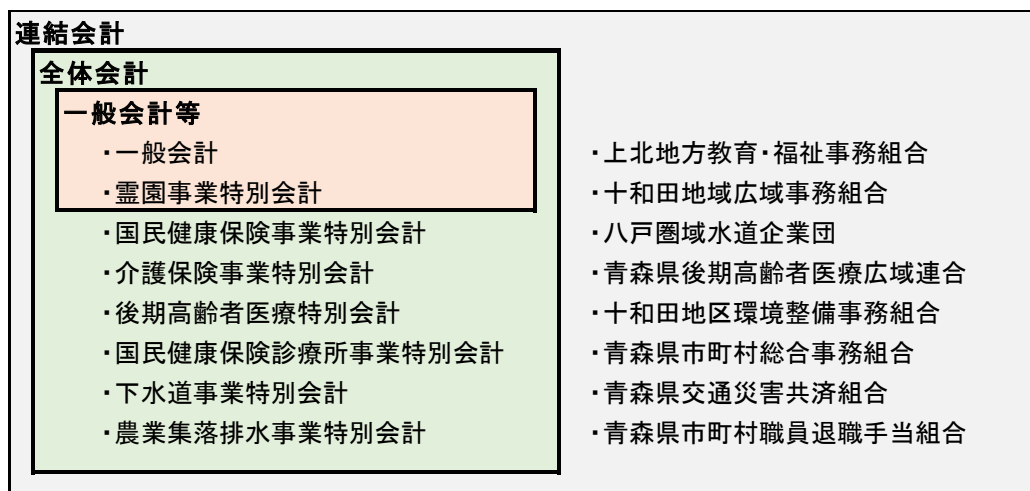 連結会計
全体会計
一般会計等
・一般会計
・霊園事業特別会計
・国民健康保険事業特別会計
・介護保険事業特別会計
・後期高齢者医療特別会計
・国民健康保険診療所事業特別会計
・下水道事業特別会計
・農業集落排水事業特別会計
・上北地方教育・福祉事務組合
・十和田地域広域事務組合
・八戸圏域水道企業団
・青森県後期高齢者医療広域連合
・十和田地区環境整備事務組合
・青森県市町村総合事務組合
・青森県交通災害共済組合
・青森県市町村職員退職手当組合